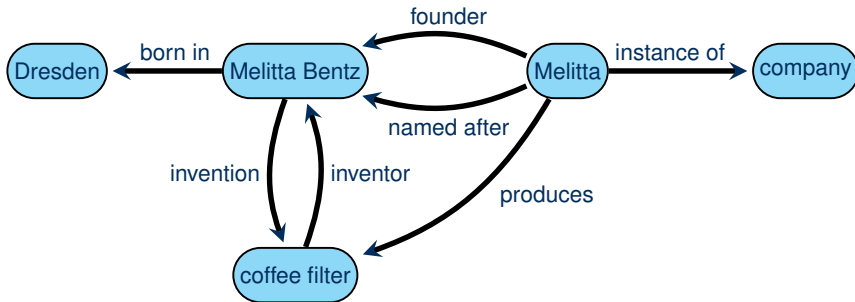 founder
born in
instance of
Dresden
Melitta Bentz
Melitta
company
named after
invention
inventor
produces
coffee filter